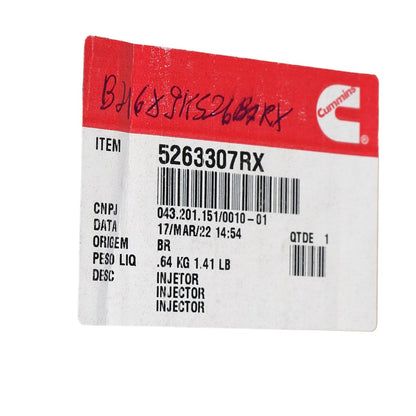 Cummins
ITEM 5263307RX
CNPJ 043.201.151/0010-01
DATA 17/MAR/22 14:54
QTDE 1
ORIGEM BR
PESO LIQ .64 KG 1.41 LB
DESC INJETOR
INJECTOR
INJECTOR